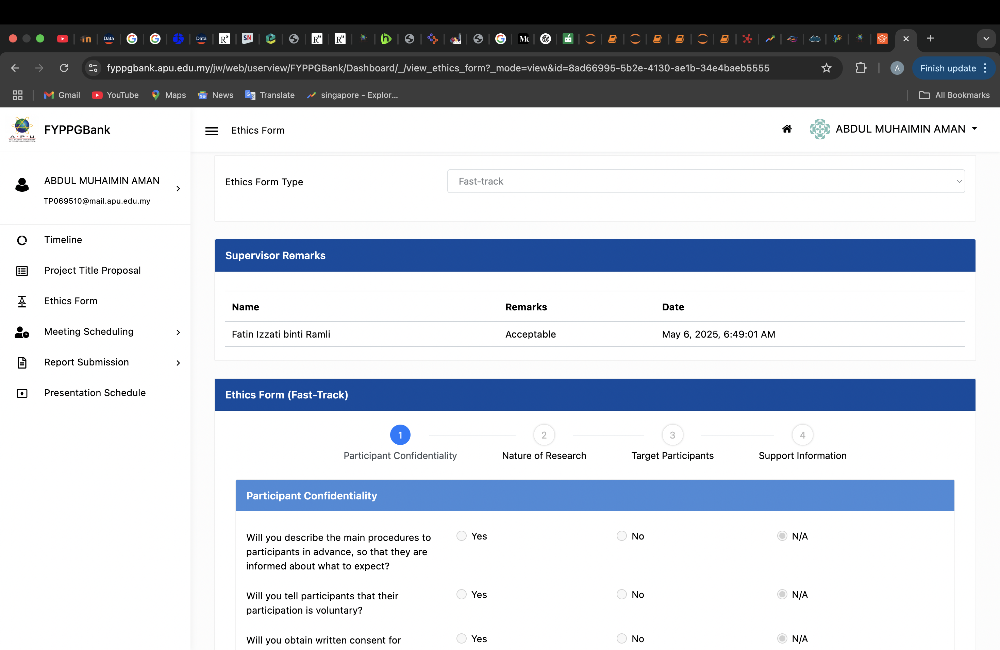 Data
Data
R^G
SN
R^G
R^G
fyppgbank.apu.edu.my/jw/web/userview/FYPPGBank/Dashboard/_/view_ethics_form?_mode=view&id=8ad66995-5b2e-4130-ae1b-34e4baeb5555
A
Finish update
Gmail
YouTube
Maps
News
Translate
singapore - Explor...
All Bookmarks
A·P·U
FYPPGBank
Ethics Form
ABDUL MUHAIMIN AMAN
ABDUL MUHAIMIN AMAN
TP069510@mail.apu.edu.my
Timeline
Project Title Proposal
Ethics Form
Meeting Scheduling
Report Submission
Presentation Schedule
Ethics Form Type
Fast-track
Supervisor Remarks
Name Remarks Date
Fatin Izzati binti Ramli Acceptable May 6, 2025, 6:49:01 AM
Ethics Form (Fast-Track)
1 2 3 4
Participant Confidentiality Nature of Research Target Participants Support Information
Participant Confidentiality
Will you describe the main procedures to
participants in advance, so that they are
informed about what to expect?
Yes No N/A
Will you tell participants that their
participation is voluntary?
Yes No N/A
Will you obtain written consent for
Yes No N/A